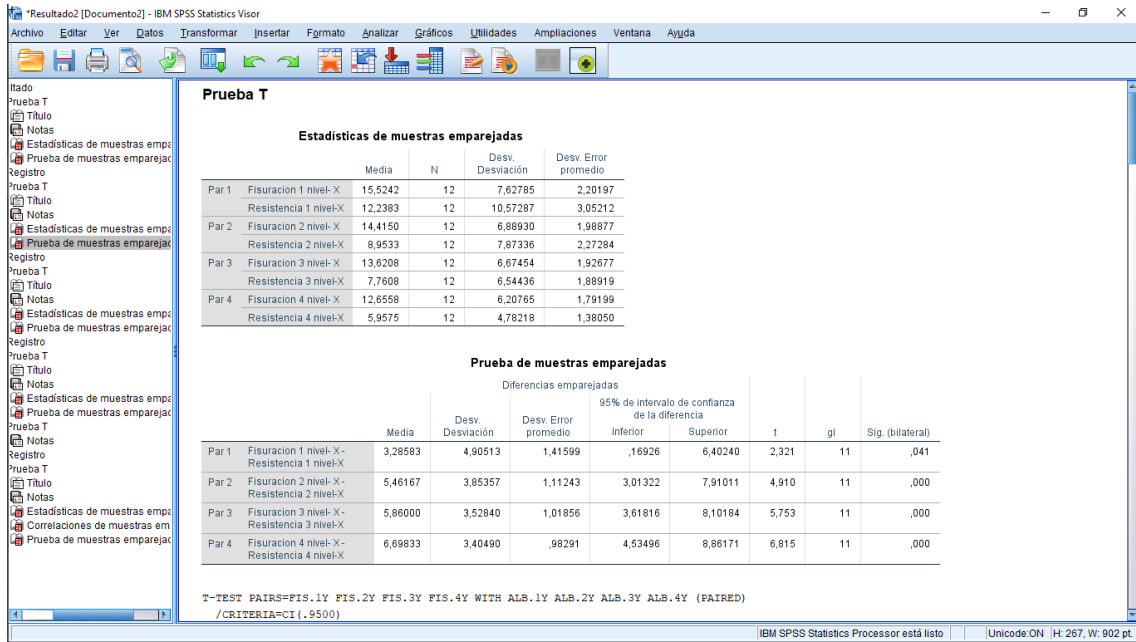 *Resultado2 [Documento2] - IBM SPSS Statistics Visor
Archivo Editar Ver Datos Transformar Insertar Formato Analizar Gráficos Utilidades Ampliaciones Ventana Ayuda
ltado
Prueba T
Título
Notas
Estadísticas de muestras empa
Prueba de muestras emparejad
Registro
Prueba T
Título
Notas
Estadísticas de muestras empa
Prueba de muestras emparejad
Registro
Prueba T
Título
Notas
Estadísticas de muestras empa
Prueba de muestras emparejad
Registro
Prueba T
Título
Notas
Estadísticas de muestras empa
Prueba de muestras emparejad
Prueba T
Notas
Registro
Prueba T
Título
Notas
Estadísticas de muestras empa
Correlaciones de muestras em
Prueba de muestras emparejad
Prueba T
Estadísticas de muestras emparejadas
Media N Desv. Desviación Desv. Error promedio
Par 1 Fisuracion 1 nivel- X 15,5242 12 7,62785 2,20197
Resistencia 1 nivel-X 12,2383 12 10,57287 3,05212
Par 2 Fisuracion 2 nivel- X 14,4150 12 6,88930 1,98877
Resistencia 2 nivel-X 8,9533 12 7,87336 2,27284
Par 3 Fisuracion 3 nivel- X 13,6208 12 6,67454 1,92677
Resistencia 3 nivel-X 7,7608 12 6,54436 1,88919
Par 4 Fisuracion 4 nivel- X 12,6558 12 6,20765 1,79199
Resistencia 4 nivel-X 5,9575 12 4,78218 1,38050
Prueba de muestras emparejadas
Diferencias emparejadas
95% de intervalo de confianza de la diferencia
Media Desv. Desviación Desv. Error promedio Inferior Superior t gl Sig. (bilateral)
Par 1 Fisuracion 1 nivel- X - Resistencia 1 nivel-X 3,28583 4,90513 1,41599 ,16926 6,40240 2,321 11 ,041
Par 2 Fisuracion 2 nivel- X - Resistencia 2 nivel-X 5,46167 3,85357 1,11243 3,01322 7,91011 4,910 11 ,000
Par 3 Fisuracion 3 nivel- X - Resistencia 3 nivel-X 5,86000 3,52840 1,01856 3,61816 8,10184 5,753 11 ,000
Par 4 Fisuracion 4 nivel- X - Resistencia 4 nivel-X 6,69833 3,40490 ,98291 4,53496 8,86171 6,815 11 ,000
T-TEST PAIRS=FIS.1Y FIS.2Y FIS.3Y FIS.4Y WITH ALB.1Y ALB.2Y ALB.3Y ALB.4Y (PAIRED)
/CRITERIA=CI(.9500)
IBM SPSS Statistics Processor está listo Unicode:ON H: 267, W: 902 pt.